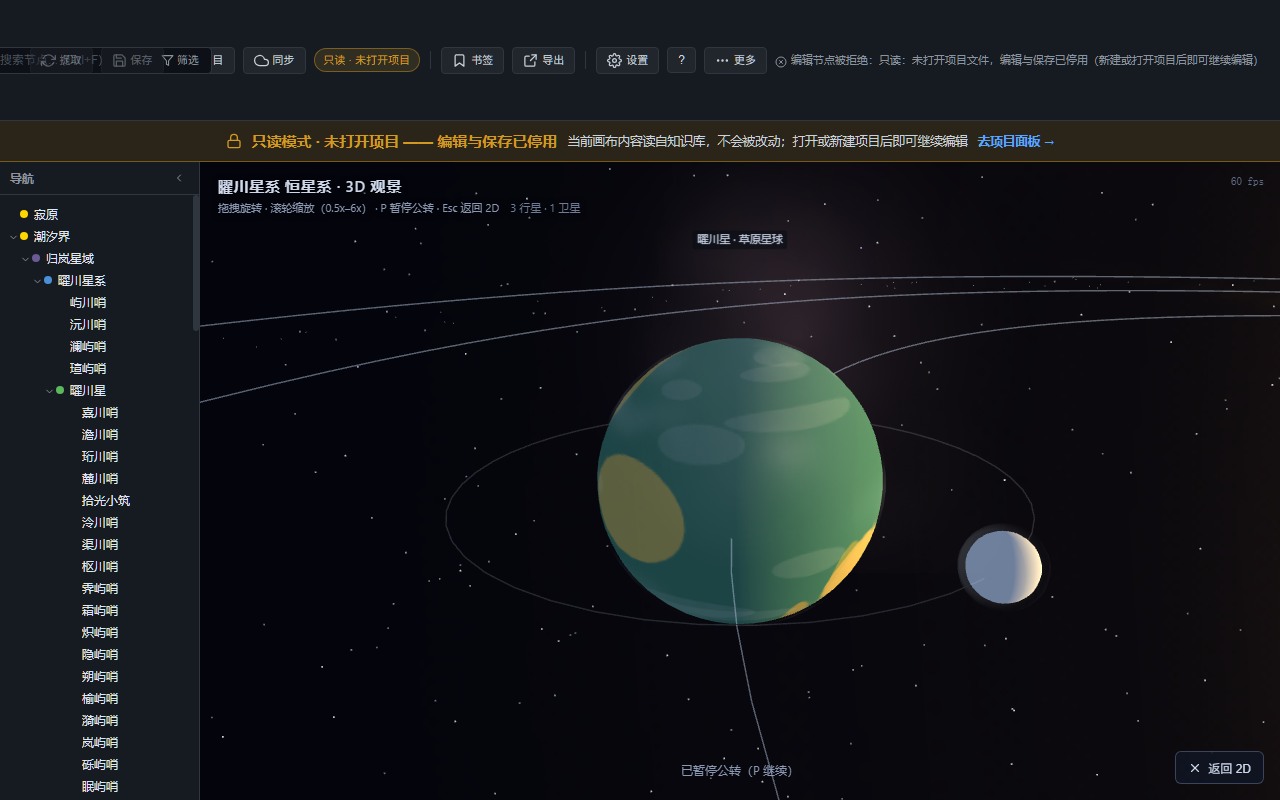 搜索节点 (Ctrl+F) 提取 保存 筛选 目 同步 只读 · 未打开项目 书签 导出 设置 ? 更多 编辑节点被拒绝：只读：未打开项目文件，编辑与保存已停用（新建或打开项目后即可继续编辑）
只读模式 · 未打开项目 —— 编辑与保存已停用 当前画布内容读自知识库，不会被改动；打开或新建项目后即可继续编辑 去项目面板 →
导航
寂原
潮汐界
归岚星域
曜川星系
屿川哨
沅川哨
澜屿哨
瑄屿哨
曜川星
嘉川哨
澹川哨
珩川哨
麓川哨
拾光小筑
泠川哨
渠川哨
枢川哨
霁屿哨
霜屿哨
炽屿哨
隐屿哨
朔屿哨
榆屿哨
漪屿哨
岚屿哨
砾屿哨
眠屿哨
曜川星系 恒星系 · 3D 观景
拖拽旋转 · 滚轮缩放（0.5x–6x） · P 暂停公转 · Esc 返回 2D 3 行星 · 1 卫星
60 fps
曜川星 · 草原星球
已暂停公转（P 继续）
返回 2D